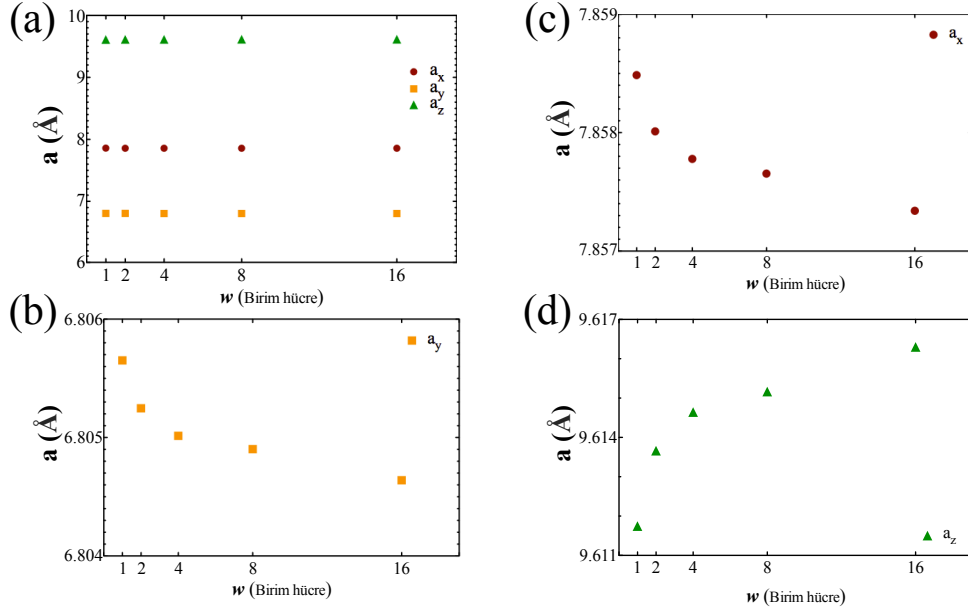 (a)
10
9
8
7
6
a (Å)
a_x
a_y
a_z
1 2 4 8 16
w (Birim hücre)
(b)
6.806
6.805
6.804
a (Å)
a_y
1 2 4 8 16
w (Birim hücre)
(c)
7.859
7.858
7.857
a (Å)
a_x
1 2 4 8 16
w (Birim hücre)
(d)
9.617
9.614
9.611
a (Å)
a_z
1 2 4 8 16
w (Birim hücre)